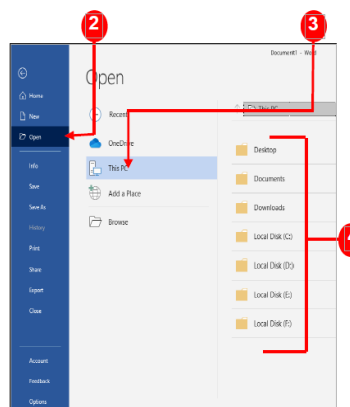 2
3
Document1 - Word
Open
Home
New
Open
Info
Save
Save As
History
Print
Share
Export
Close
Account
Feedback
Options
Recent
OneDrive
This PC
Add a Place
Browse
This PC
Desktop
Documents
Downloads
Local Disk (C:)
Local Disk (D:)
Local Disk (E:)
Local Disk (F:)